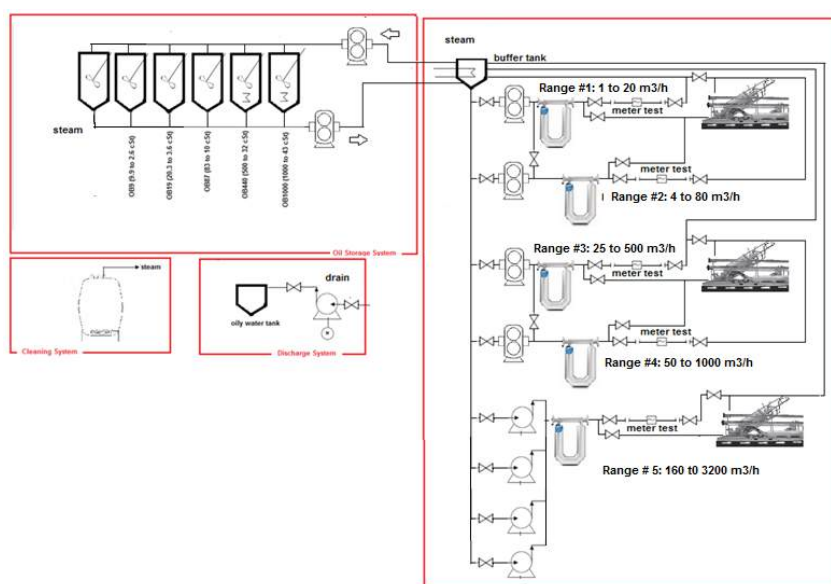 steam
OB9 (9.9 to 2.6 cSt)
OB19 (20.3 to 3.6 cSt)
OB87 (83 to 10 cSt)
OB440 (500 to 32 cSt)
OB1000 (1000 to 43 cSt)
Oil Storage System
steam
Cleaning System
drain
oily water tank
Discharge System
steam
buffer tank
Range #1: 1 to 20 m3/h
meter test
meter test
Range #2: 4 to 80 m3/h
Range #3: 25 to 500 m3/h
meter test
meter test
Range #4: 50 to 1000 m3/h
meter test
Range # 5: 160 t0 3200 m3/h